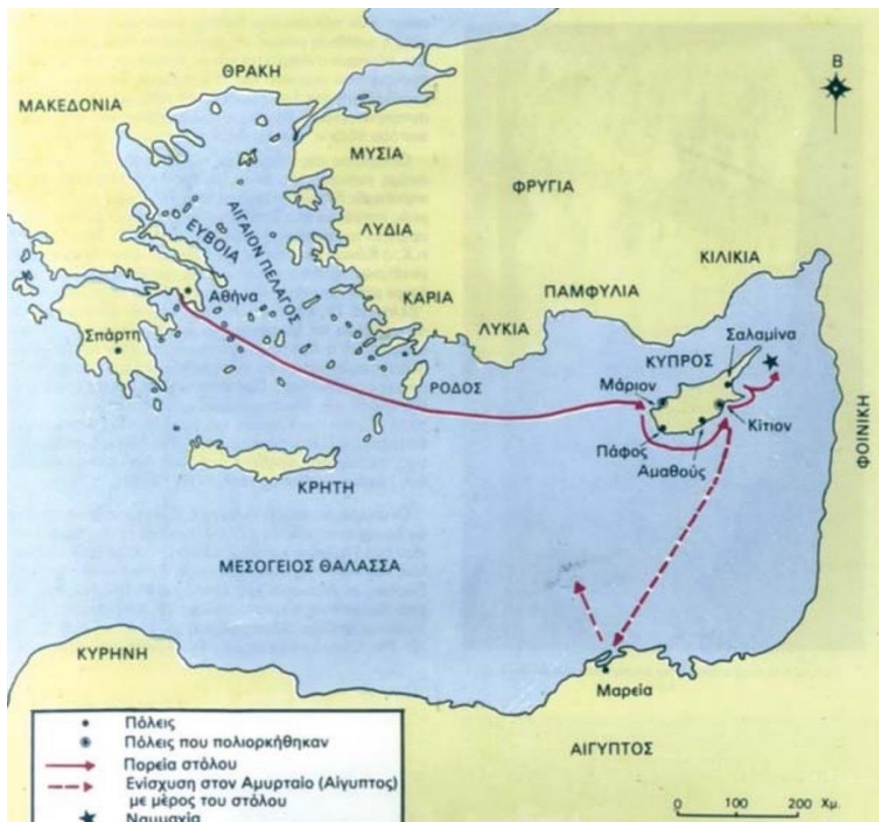 ΘΡΑΚΗ
Β
ΜΑΚΕΔΟΝΙΑ
ΜΥΣΙΑ
ΦΡΥΓΙΑ
ΑΙΓΑΙΟΝ ΠΕΛΑΓΟΣ
ΕΥΒΟΙΑ
ΛΥΔΙΑ
ΚΙΛΙΚΙΑ
Αθήνα
ΚΑΡΙΑ
ΠΑΜΦΥΛΙΑ
Σπάρτη
ΛΥΚΙΑ
Σαλαμίνα
ΚΥΠΡΟΣ
ΡΟΔΟΣ
Μάριον
Κίτιον
ΦΟΙΝΙΚΗ
Πάφος
Αμαθούς
ΚΡΗΤΗ
ΜΕΣΟΓΕΙΟΣ ΘΑΛΑΣΣΑ
ΚΥΡΗΝΗ
Μαρεία
ΑΙΓΥΠΤΟΣ
Πόλεις
Πόλεις που πολιορκήθηκαν
Πορεία στόλου
Ενίσχυση στον Αμυρταίο (Αίγυπτος)
με μέρος του στόλου
Ναυμαχία
0 100 200 Χμ.